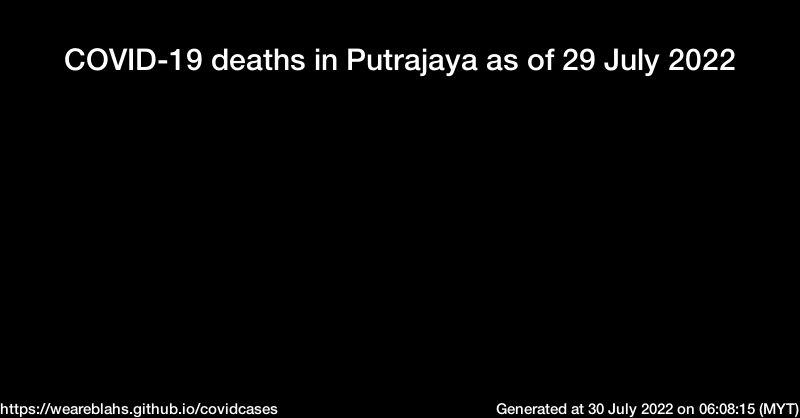 COVID-19 deaths in Putrajaya as of 29 July 2022
https://weareblahs.github.io/covidcases
Generated at 30 July 2022 on 06:08:15 (MYT)